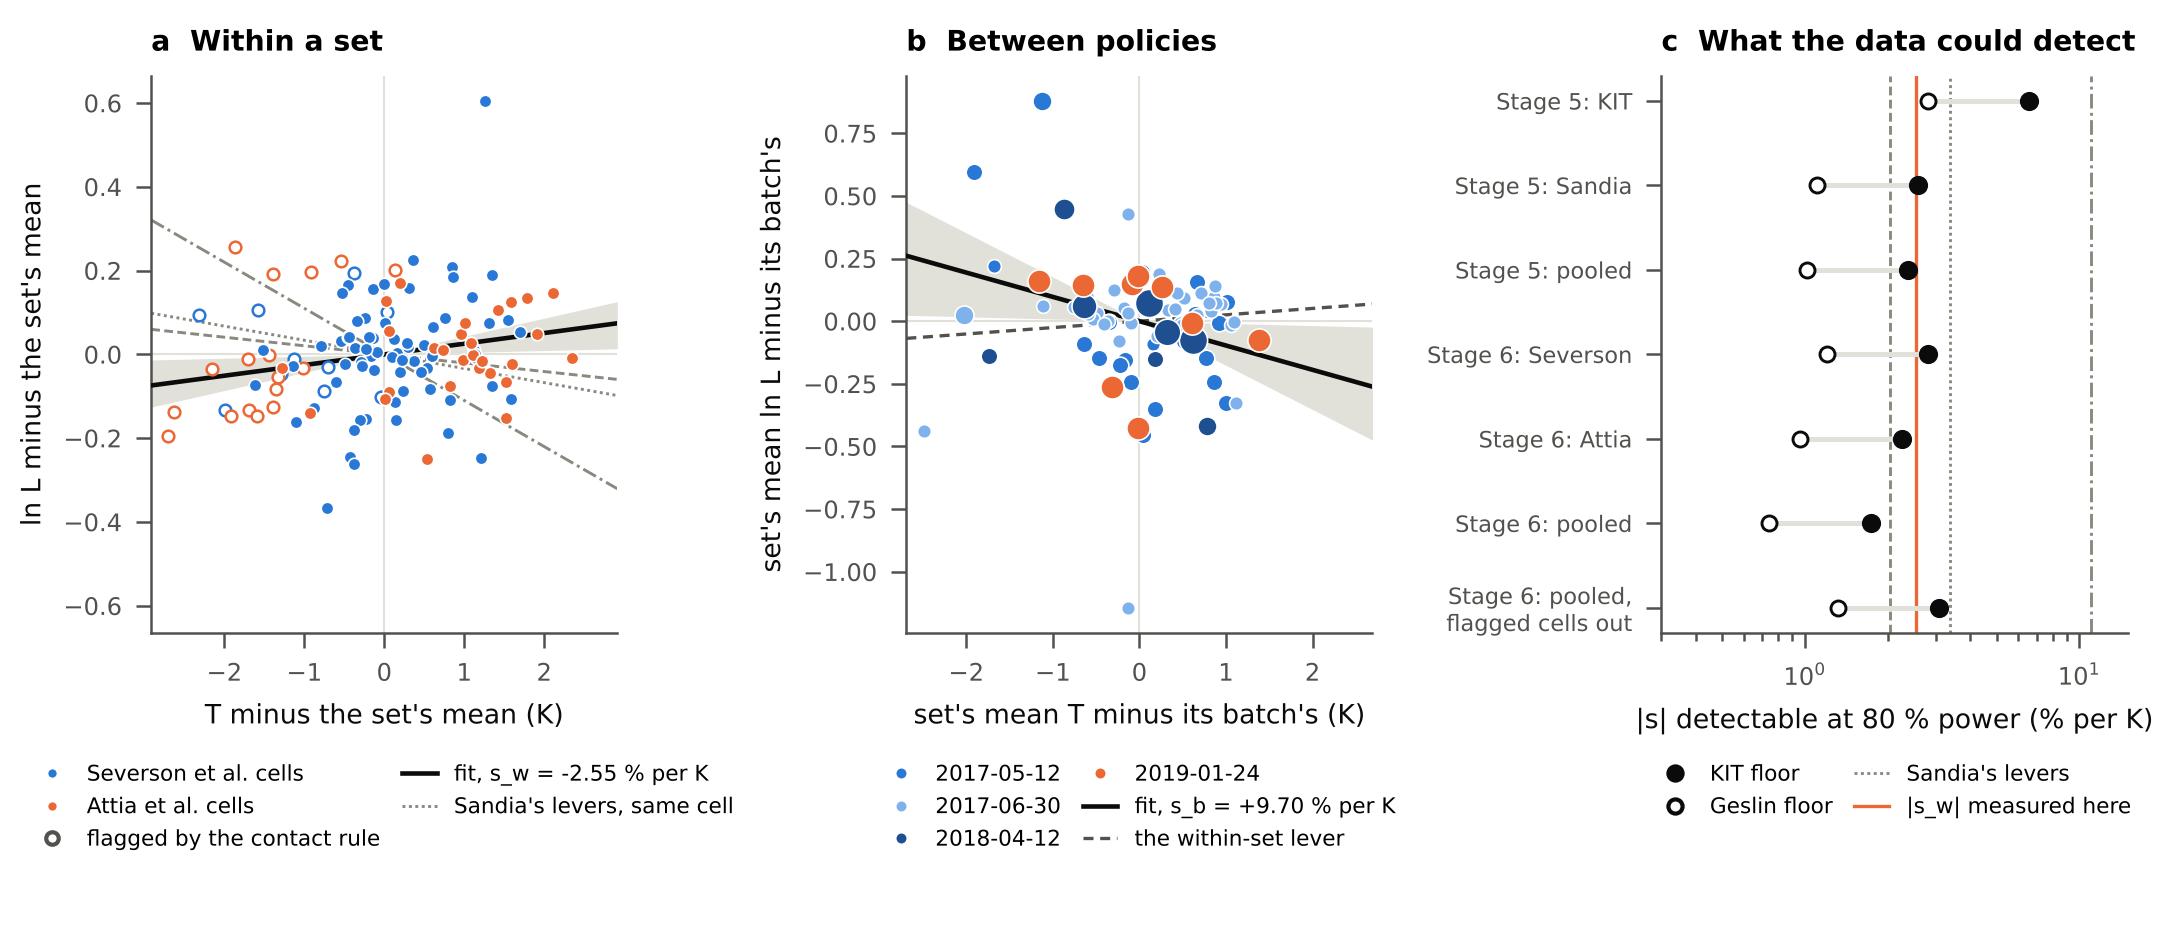 a Within a set
ln L minus the set's mean
0.6
0.4
0.2
0.0
−0.2
−0.4
−0.6
−2
−1
0
1
2
T minus the set's mean (K)
Severson et al. cells
Attia et al. cells
flagged by the contact rule
fit, s_w = -2.55 % per K
Sandia's levers, same cell
b Between policies
set's mean ln L minus its batch's
0.75
0.50
0.25
0.00
−0.25
−0.50
−0.75
−1.00
−2
−1
0
1
2
set's mean T minus its batch's (K)
2017-05-12
2017-06-30
2018-04-12
2019-01-24
fit, s_b = +9.70 % per K
the within-set lever
c What the data could detect
Stage 5: KIT
Stage 5: Sandia
Stage 5: pooled
Stage 6: Severson
Stage 6: Attia
Stage 6: pooled
Stage 6: pooled,
flagged cells out
10⁰
10¹
|s| detectable at 80 % power (% per K)
KIT floor
Geslin floor
Sandia's levers
|s_w| measured here